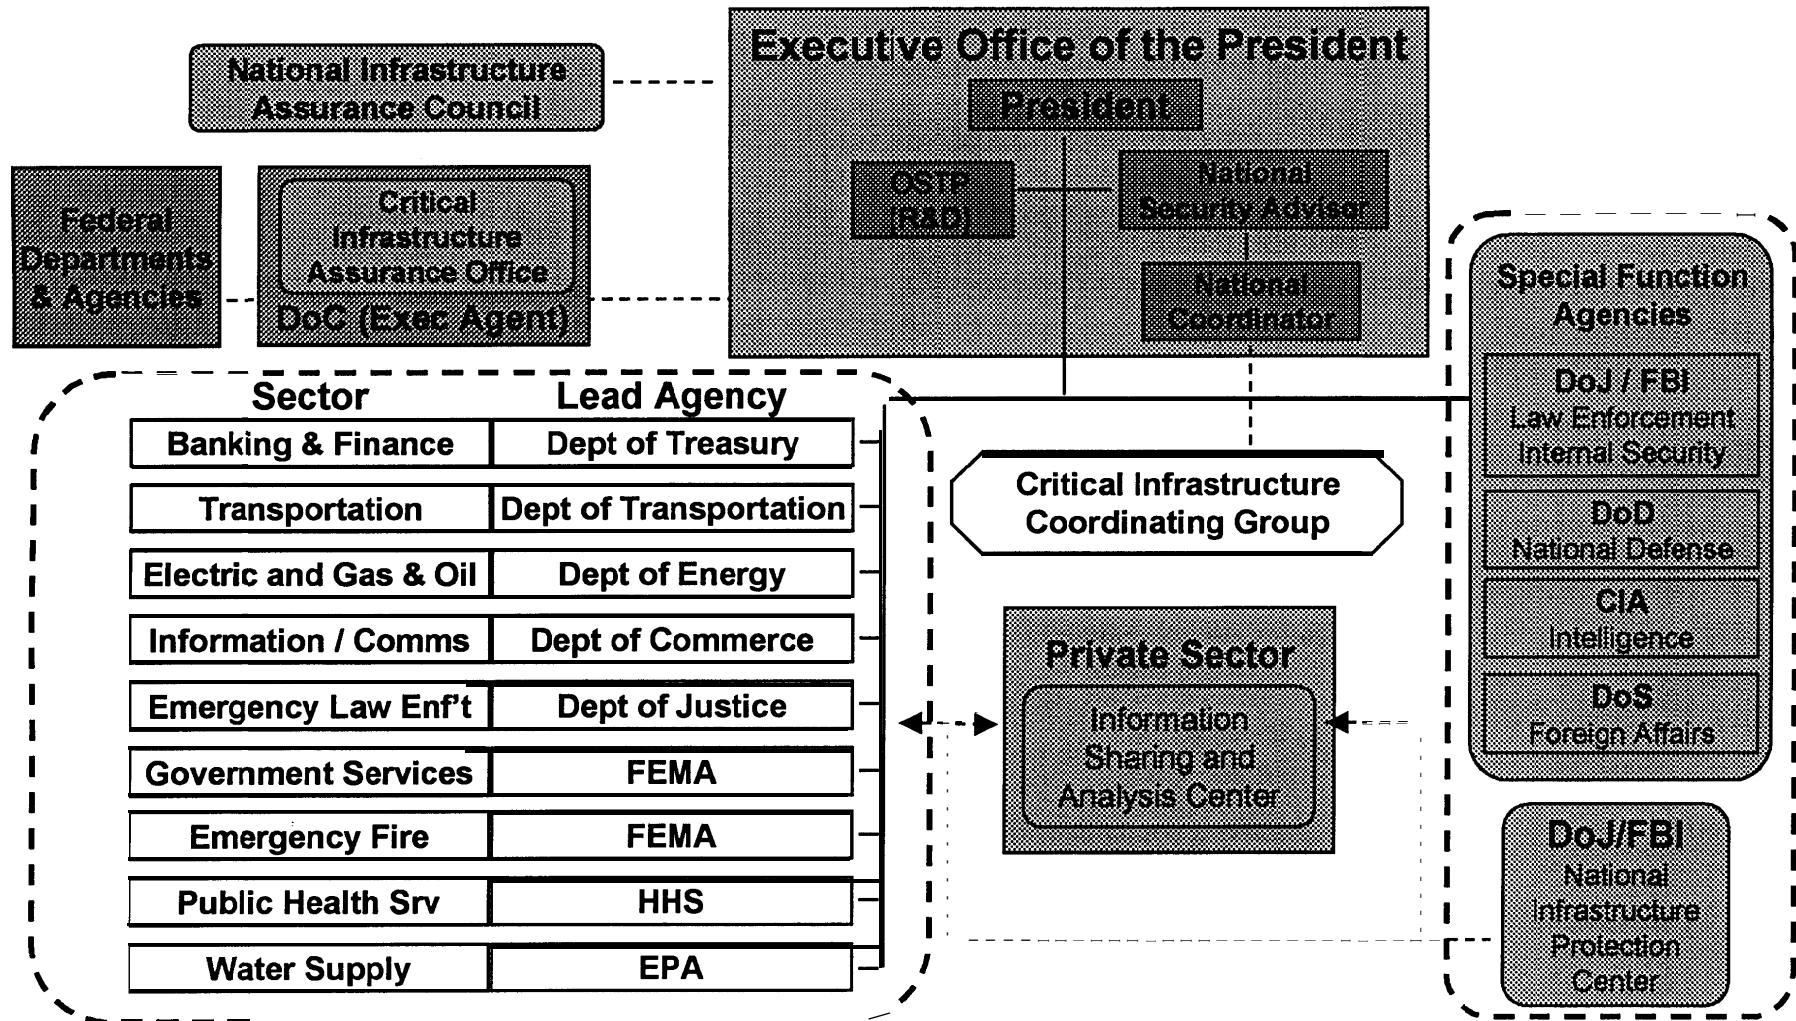 Executive Office of the President
National Infrastructure
Assurance Council
President
OSTP
(R&D)
National
Security Advisor
National
Coordinator
Federal
Departments
& Agencies
Critical
Infrastructure
Assurance Office
DoC (Exec Agent)
Special Function
Agencies
DoJ / FBI
Law Enforcement
Internal Security
DoD
National Defense
CIA
Intelligence
DoS
Foreign Affairs
Sector Lead Agency
Banking & Finance Dept of Treasury
Transportation Dept of Transportation
Electric and Gas & Oil Dept of Energy
Information / Comms Dept of Commerce
Emergency Law Enf't Dept of Justice
Government Services FEMA
Emergency Fire FEMA
Public Health Srv HHS
Water Supply EPA
Critical Infrastructure
Coordinating Group
Private Sector
Information
Sharing and
Analysis Center
DoJ/FBI
National
Infrastructure
Protection
Center